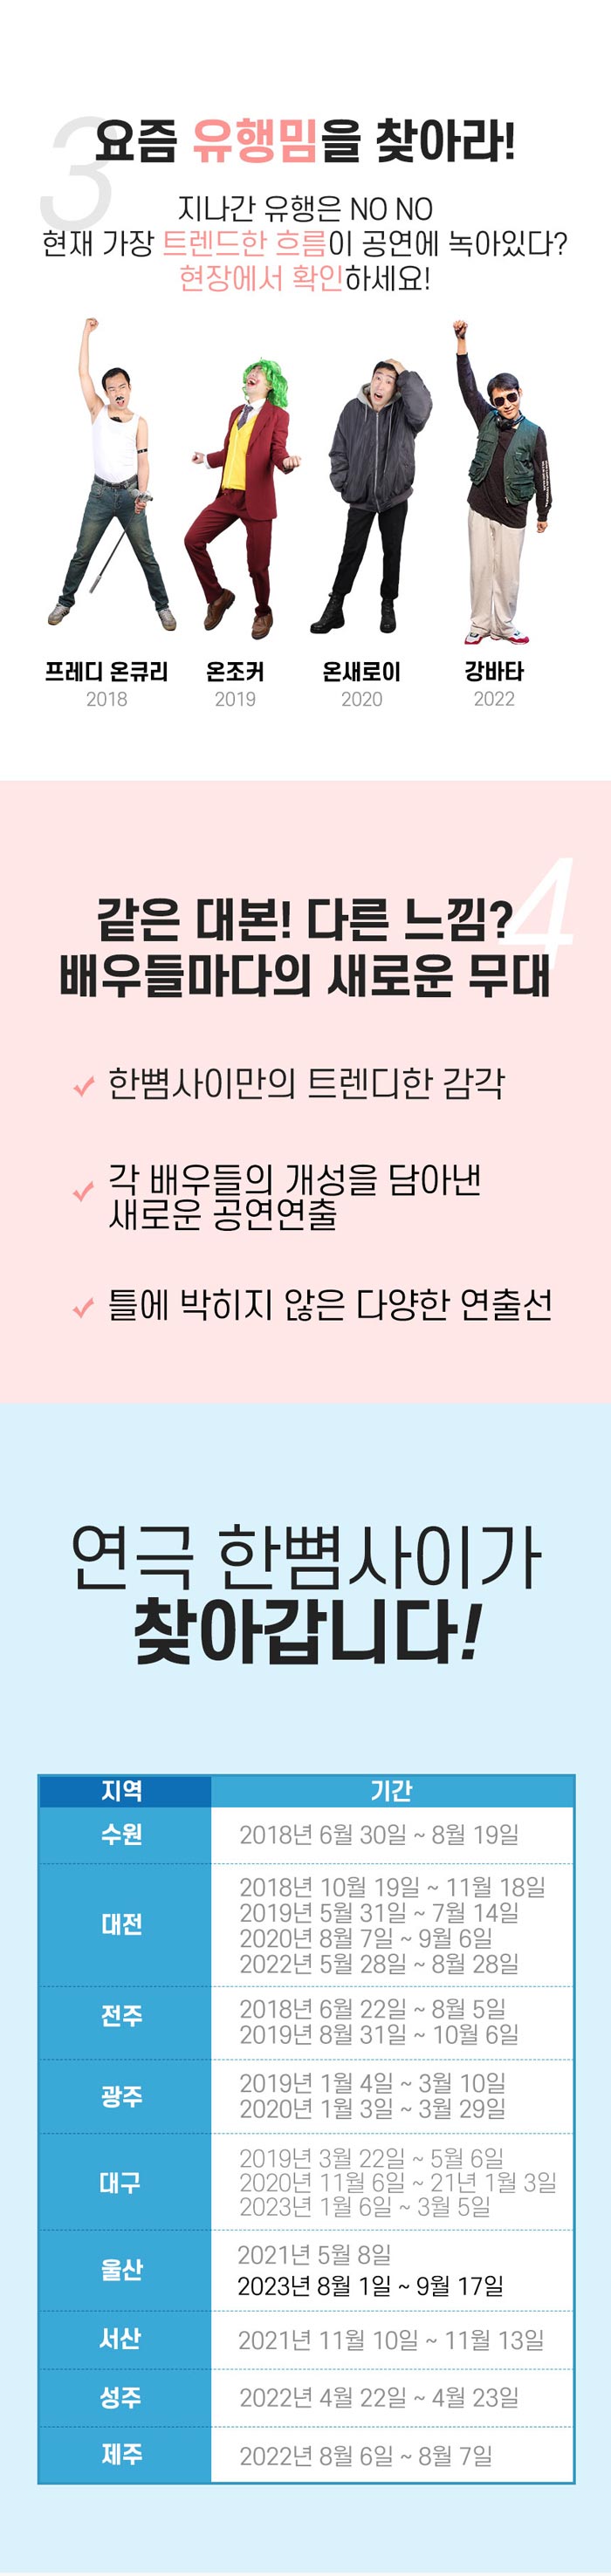 3
요즘 유행밈을 찾아라!
지나간 유행은 NO NO
현재 가장 트렌드한 흐름이 공연에 녹아있다?
현장에서 확인하세요!
프레디 온큐리
2018
온조커
2019
온새로이
2020
강바타
2022
4
같은 대본! 다른 느낌?
배우들마다의 새로운 무대
한뼘사이만의 트렌디한 감각
각 배우들의 개성을 담아낸
새로운 공연연출
틀에 박히지 않은 다양한 연출선
연극 한뼘사이가
찾아갑니다!
지역 기간
수원 2018년 6월 30일 ~ 8월 19일
대전
2018년 10월 19일 ~ 11월 18일
2019년 5월 31일 ~ 7월 14일
2020년 8월 7일 ~ 9월 6일
2022년 5월 28일 ~ 8월 28일
전주
2018년 6월 22일 ~ 8월 5일
2019년 8월 31일 ~ 10월 6일
광주
2019년 1월 4일 ~ 3월 10일
2020년 1월 3일 ~ 3월 29일
대구
2019년 3월 22일 ~ 5월 6일
2020년 11월 6일 ~ 21년 1월 3일
2023년 1월 6일 ~ 3월 5일
울산
2021년 5월 8일
2023년 8월 1일 ~ 9월 17일
서산 2021년 11월 10일 ~ 11월 13일
성주 2022년 4월 22일 ~ 4월 23일
제주 2022년 8월 6일 ~ 8월 7일